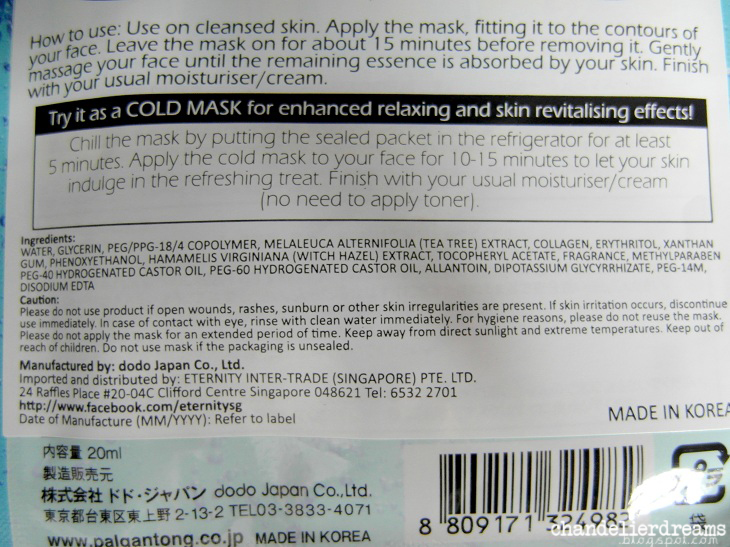 How to use: Use on cleansed skin. Apply the mask, fitting it to the contours of
your face. Leave the mask on for about 15 minutes before removing it. Gently
massage your face until the remaining essence is absorbed by your skin. Finish
with your usual moisturiser/cream.
Try it as a COLD MASK for enhanced relaxing and skin revitalising effects!
Chill the mask by putting the sealed packet in the refrigerator for at least
5 minutes. Apply the cold mask to your face for 10-15 minutes to let your skin
indulge in the refreshing treat. Finish with your usual moisturiser/cream
(no need to apply toner).
Ingredients:
WATER, GLYCERIN, PEG/PPG-18/4 COPOLYMER, MELALEUCA ALTERNIFOLIA (TEA TREE) EXTRACT, COLLAGEN, ERYTHRITOL, XANTHAN
GUM, PHENOXYETHANOL, HAMAMELIS VIRGINIANA (WITCH HAZEL) EXTRACT, TOCOPHERYL ACETATE, FRAGRANCE, METHYLPARABEN
PEG-40 HYDROGENATED CASTOR OIL, PEG-60 HYDROGENATED CASTOR OIL, ALLANTOIN, DIPOTASSIUM GLYCYRRHIZATE, PEG-14M,
DISODIUM EDTA
Caution:
Please do not use product if open wounds, rashes, sunburn or other skin irregularities are present. If skin irritation occurs, discontinue
use immediately. In case of contact with eye, rinse with clean water immediately. For hygiene reasons, please do not reuse the mask.
Please do not apply the mask for an extended period of time. Keep away from direct sunlight and extreme temperatures. Keep out of
reach of children. Do not use mask if the packaging is unsealed.
Manufactured by: dodo Japan Co., Ltd.
Imported and distributed by: ETERNITY INTER-TRADE (SINGAPORE) PTE. LTD.
24 Raffles Place #20-04C Clifford Centre Singapore 048621 Tel: 6532 2701
http://www.facebook.com/eternitysg
Date of Manufacture (MM/YYYY): Refer to label
MADE IN KOREA
内容量 20ml
製造販売元
株式会社 ドド・ジャパン dodo Japan Co.,Ltd.
東京都台東区東上野 2-13-2 TEL03-3833-4071
www.palgantong.co.jp MADE IN KOREA
8 809171
袋
chandelierdreams
.blogspot.com